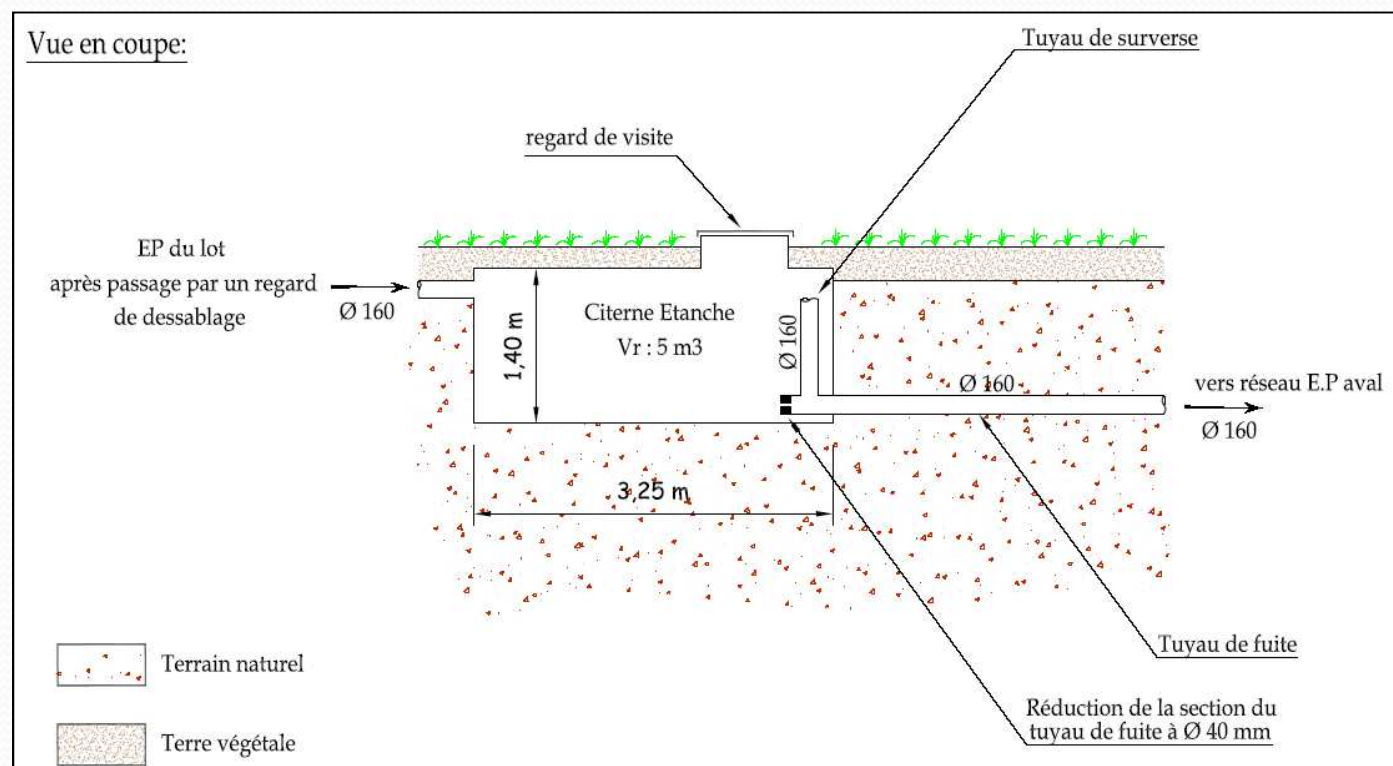 Vue en coupe:
Tuyau de surverse
regard de visite
EP du lot
après passage par un regard
de dessablage
Ø 160
Citerne Etanche
Vr : 5 m3
1,40 m
Ø 160
Ø 160
vers réseau E.P aval
Ø 160
3,25 m
Tuyau de fuite
Réduction de la section du
tuyau de fuite à Ø 40 mm
Terrain naturel
Terre végétale